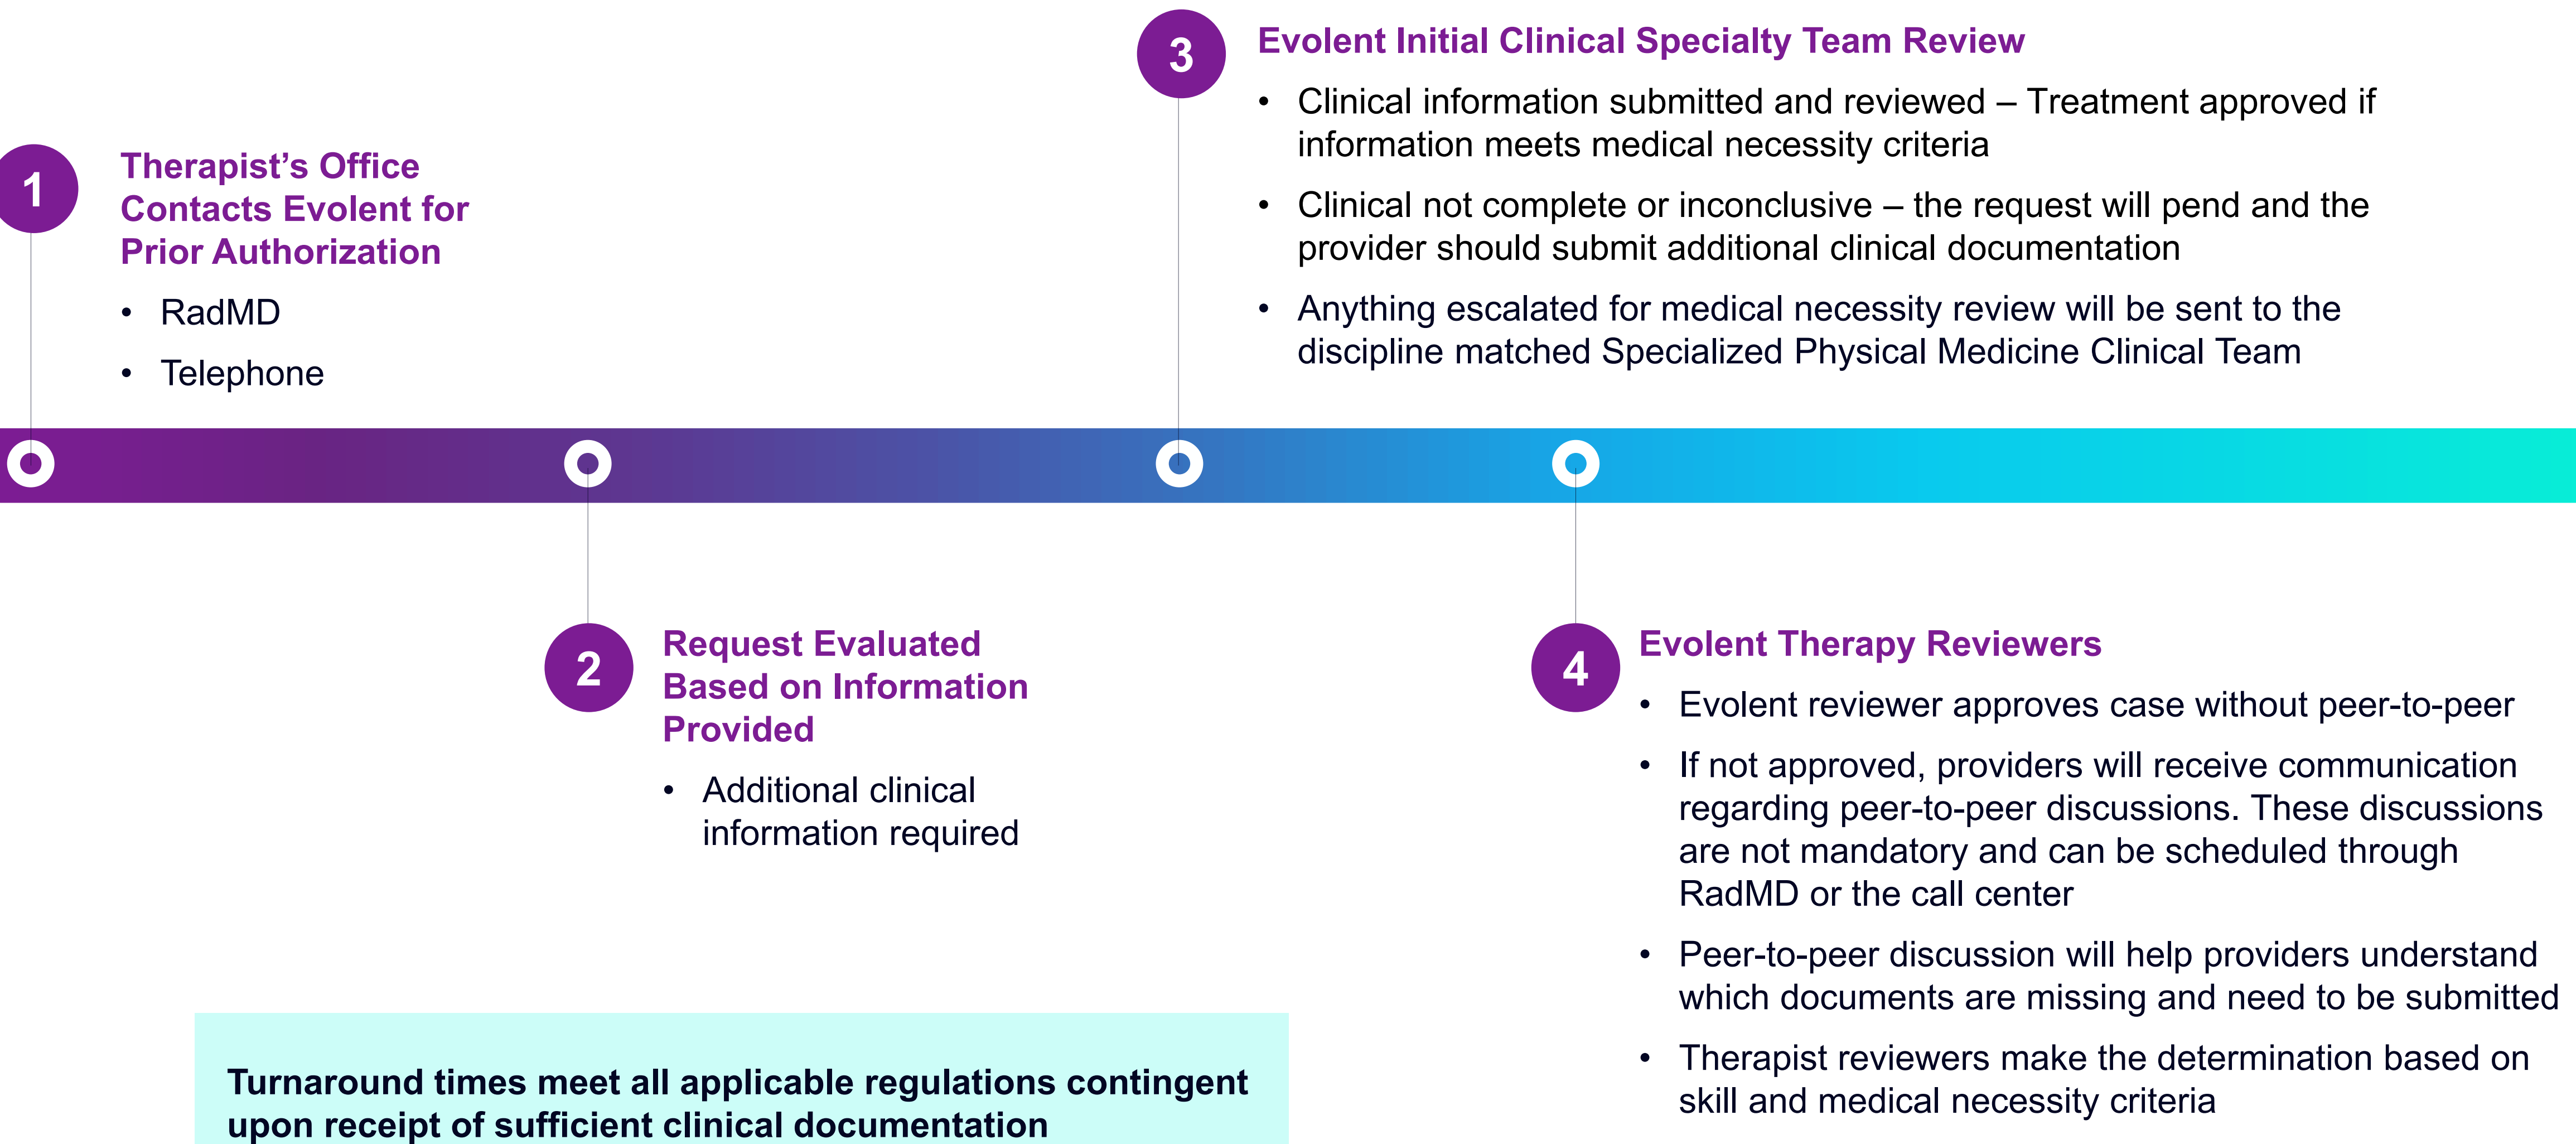 1
Therapist’s Office
Contacts Evolent for
Prior Authorization
• RadMD
• Telephone
2
Request Evaluated
Based on Information
Provided
• Additional clinical
information required
3
Evolent Initial Clinical Specialty Team Review
• Clinical information submitted and reviewed – Treatment approved if
information meets medical necessity criteria
• Clinical not complete or inconclusive – the request will pend and the
provider should submit additional clinical documentation
• Anything escalated for medical necessity review will be sent to the
discipline matched Specialized Physical Medicine Clinical Team
4
Evolent Therapy Reviewers
• Evolent reviewer approves case without peer-to-peer
• If not approved, providers will receive communication
regarding peer-to-peer discussions. These discussions
are not mandatory and can be scheduled through
RadMD or the call center
• Peer-to-peer discussion will help providers understand
which documents are missing and need to be submitted
• Therapist reviewers make the determination based on
skill and medical necessity criteria
Turnaround times meet all applicable regulations contingent
upon receipt of sufficient clinical documentation